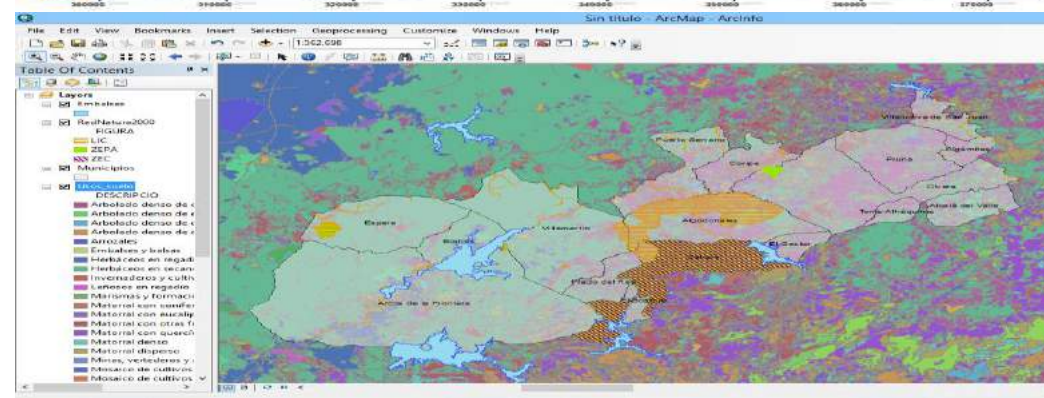 Sin título - ArcMap - ArcInfo
File Edit View Bookmarks Insert Selection Geoprocessing Customize Windows Help
1:362.698
Table Of Contents
Layers
Embalses
RedNatura2000
FIGURA
LIC
ZEPA
ZEC
Municipios
Usos_suelo
DESCRIPCIO
Arbolado denso de c
Arbolado denso de e
Arbolado denso de
Arbolado denso de
Arrozales
Embalses y balsas
Herbáceos en regadí
Herbáceos en secan
Invernaderos y cultiv
Leñosos en regadío
Marismas y formaci
Matorral con conífer
Matorral con eucalip
Matorral con otras f
Matorral con querci
Matorral denso
Matorral disperso
Minas, vertederos y
Mosaico de cultivos
Mosaico de cultivos
Villanueva de San Juan
Puerto Serrano
Coripe
Pruna
Algámitas
Olvera
Alcalá del Valle
Torre Alháquime
Algodonales
Espera
Bornos
Villamartín
El Gastor
Zahara
Prado del Rey
Arcos de la Frontera